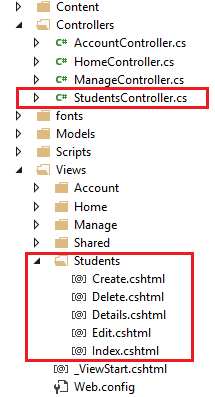 Content
Controllers
C# AccountController.cs
C# HomeController.cs
C# ManageController.cs
C# StudentsController.cs
fonts
Models
Scripts
Views
Account
Home
Manage
Shared
Students
[@] Create.cshtml
[@] Delete.cshtml
[@] Details.cshtml
[@] Edit.cshtml
[@] Index.cshtml
[@] _ViewStart.cshtml
Web.config